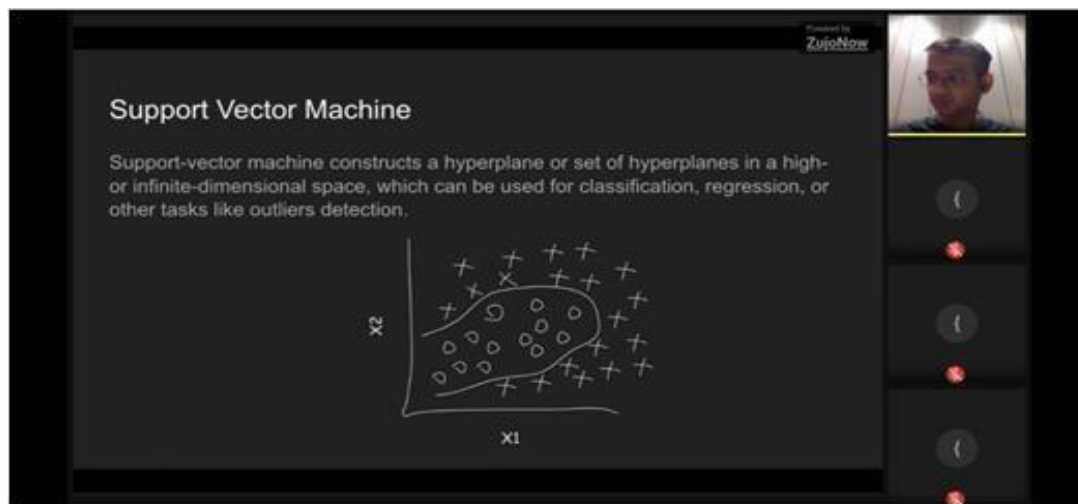 Powered by
ZujoNow
Support Vector Machine
Support-vector machine constructs a hyperplane or set of hyperplanes in a high-
or infinite-dimensional space, which can be used for classification, regression, or
other tasks like outliers detection.
X2
X1
(
(
(